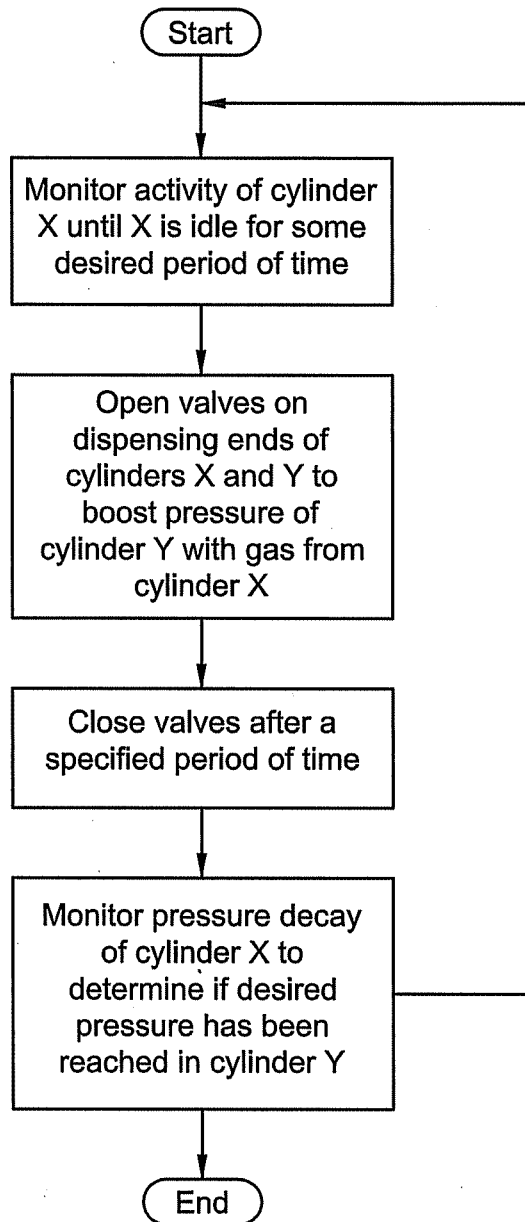 Start
Monitor activity of cylinder
X until X is idle for some
desired period of time
Open valves on
dispensing ends of
cylinders X and Y to
boost pressure of
cylinder Y with gas from
cylinder X
Close valves after a
specified period of time
Monitor pressure decay
of cylinder X to
determine if desired
pressure has been
reached in cylinder Y
End